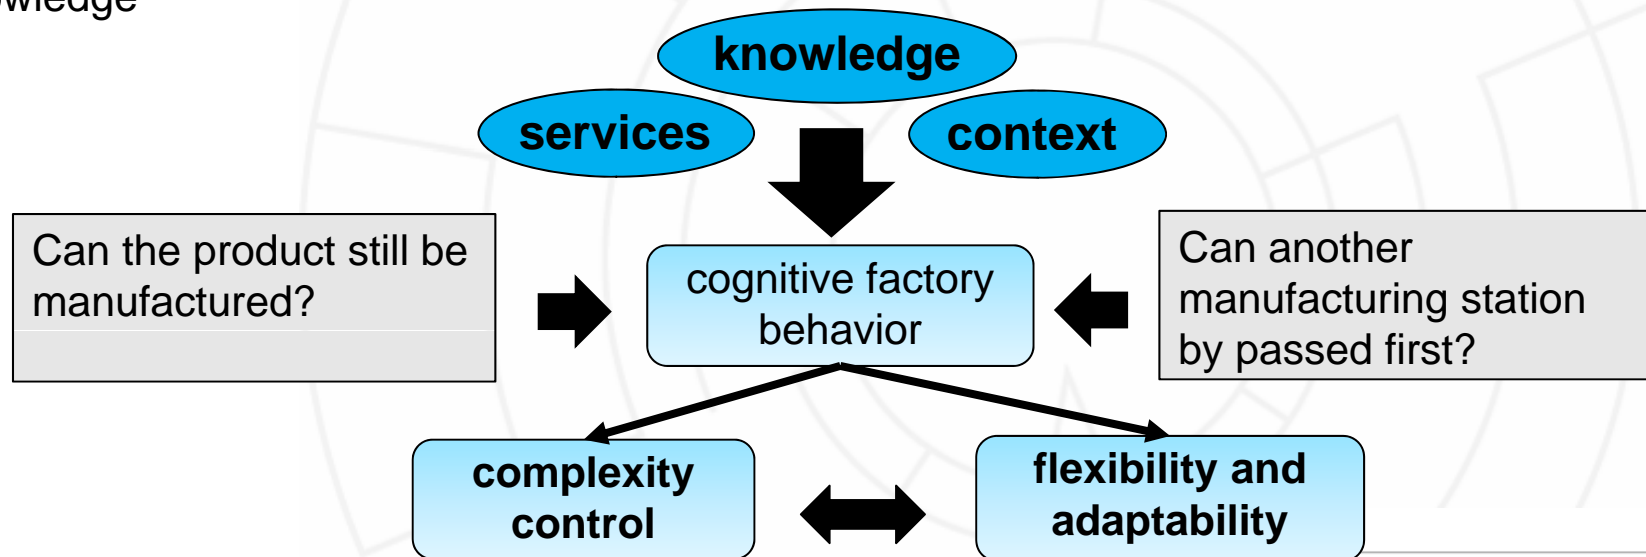 knowledge
services
context
Can the product still be
manufactured?
cognitive factory
behavior
Can another
manufacturing station
by passed first?
complexity
control
flexibility and
adaptability